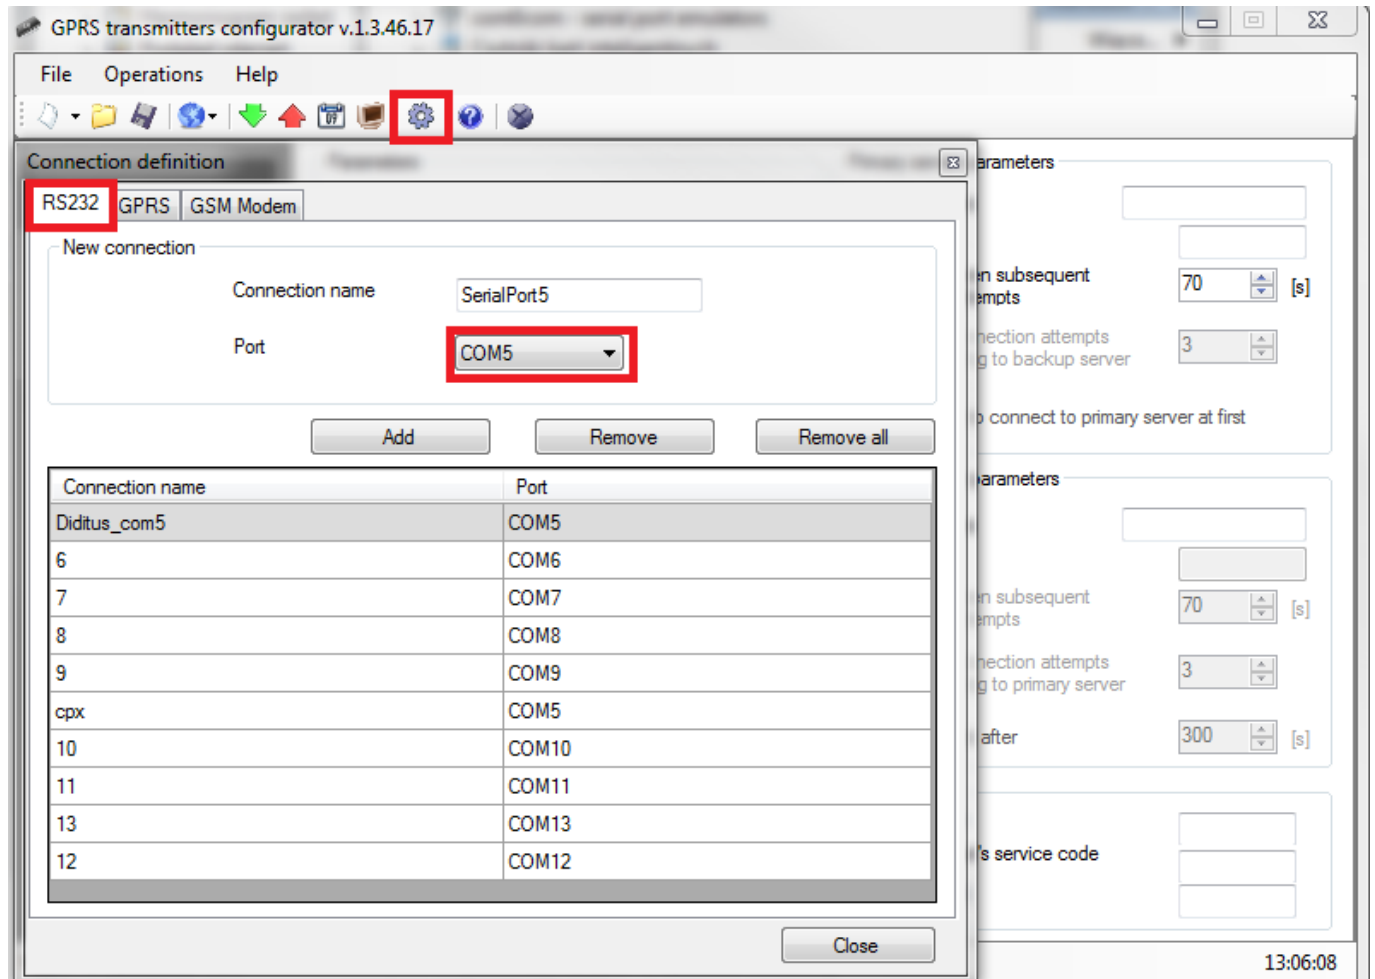 GPRS transmitters configurator v.1.3.46.17
File Operations Help
Connection definition
RS232 GPRS GSM Modem
New connection
Connection name SerialPort5
Port COM5
Add Remove Remove all
Connection name Port
Diditus_com5 COM5
6 COM6
7 COM7
8 COM8
9 COM9
cpx COM5
10 COM10
11 COM11
13 COM13
12 COM12
Close
arameters
en subsequent
empts
70 [s]
nection attempts
g to backup server
3
o connect to primary server at first
arameters
en subsequent
empts
70 [s]
nection attempts
g to primary server
3
after 300 [s]
's service code
13:06:08